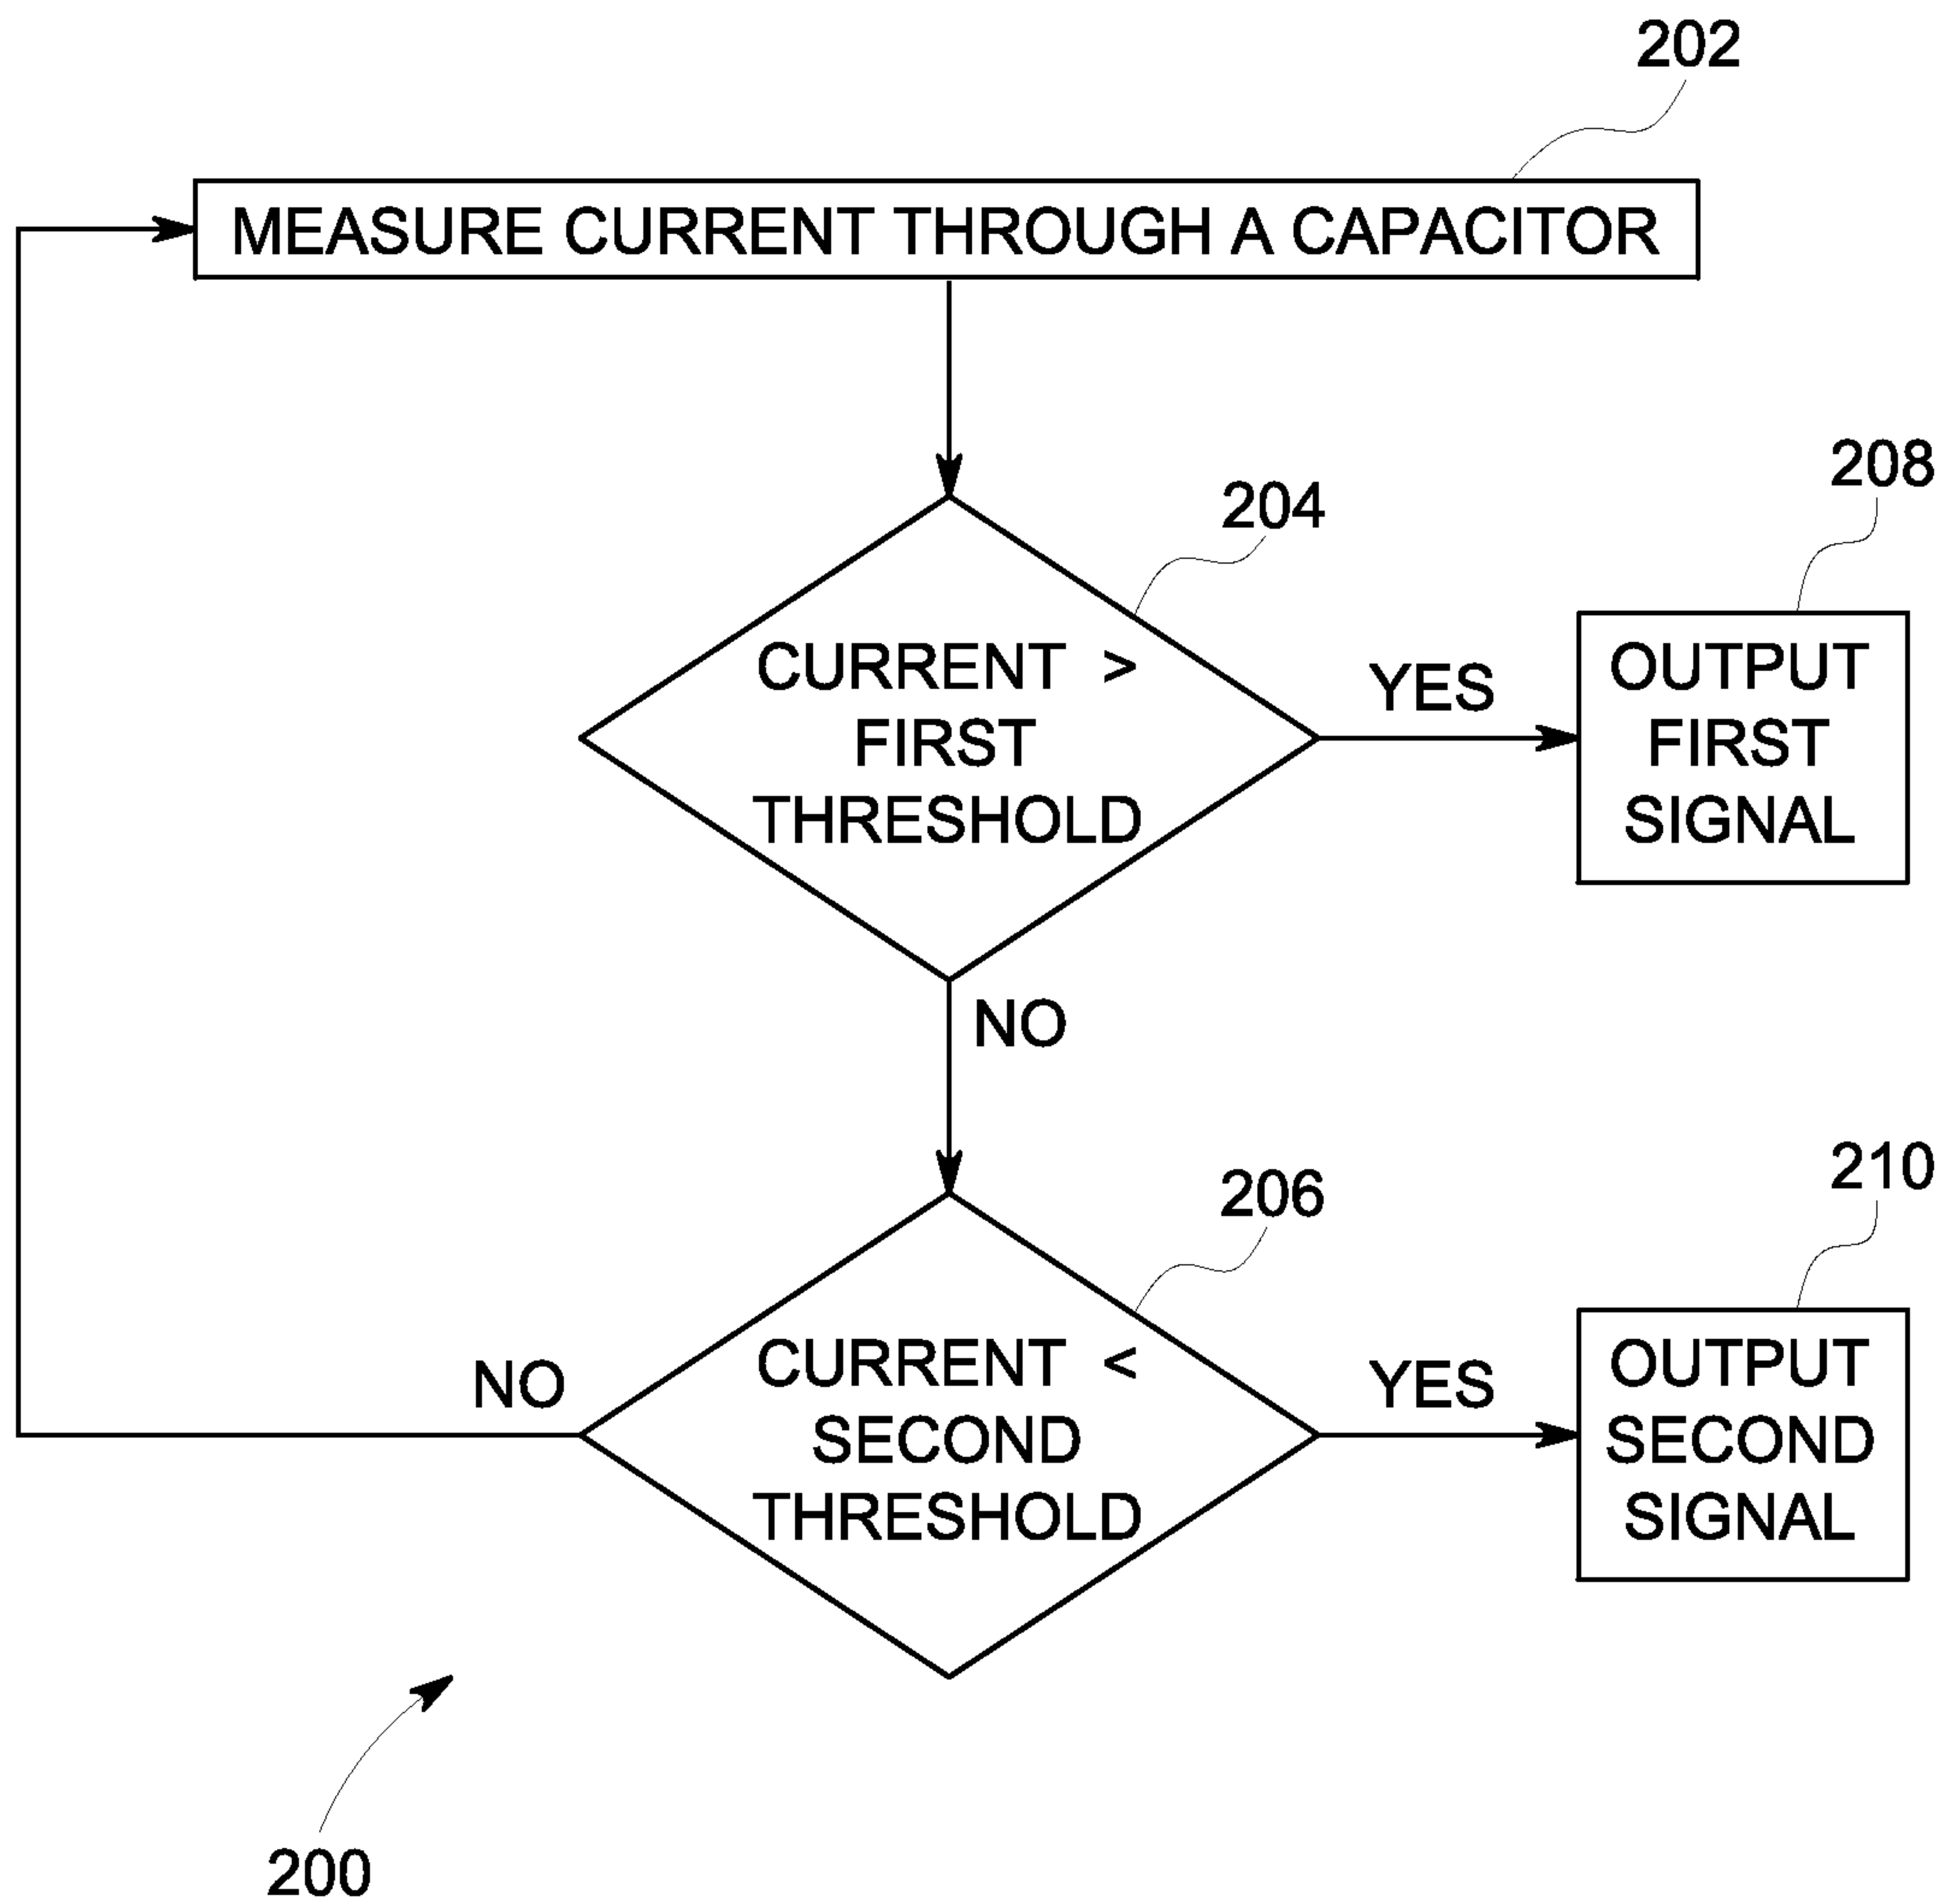 202
MEASURE CURRENT THROUGH A CAPACITOR
204
208
CURRENT >
FIRST
THRESHOLD
YES
OUTPUT
FIRST
SIGNAL
NO
206
210
CURRENT <
SECOND
THRESHOLD
NO
YES
OUTPUT
SECOND
SIGNAL
200